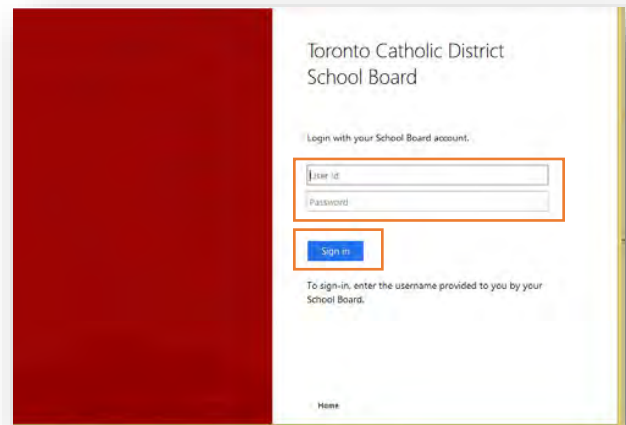 Toronto Catholic District
School Board
Login with your School Board account.
User Id
Password
Sign in
To sign-in, enter the username provided to you by your
School Board.
Home